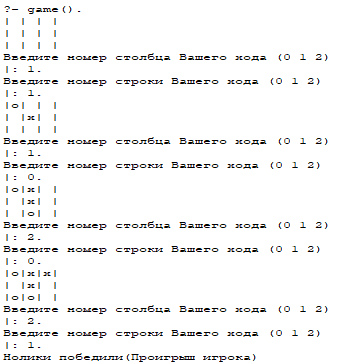 ?- game().
| | | |
| | | |
| | | |
Введите номер столбца Вашего хода (0 1 2)
|: 1.
Введите номер строки Вашего хода (0 1 2)
|: 1.
|o| | |
| |x| |
| | | |
Введите номер столбца Вашего хода (0 1 2)
|: 1.
Введите номер строки Вашего хода (0 1 2)
|: 0.
|o|x| |
| |x| |
| |o| |
Введите номер столбца Вашего хода (0 1 2)
|: 2.
Введите номер строки Вашего хода (0 1 2)
|: 0.
|o|x|x|
| |x| |
|o|o| |
Введите номер столбца Вашего хода (0 1 2)
|: 2.
Введите номер строки Вашего хода (0 1 2)
|: 1.
Нолики победили(Проигрыш игрока)